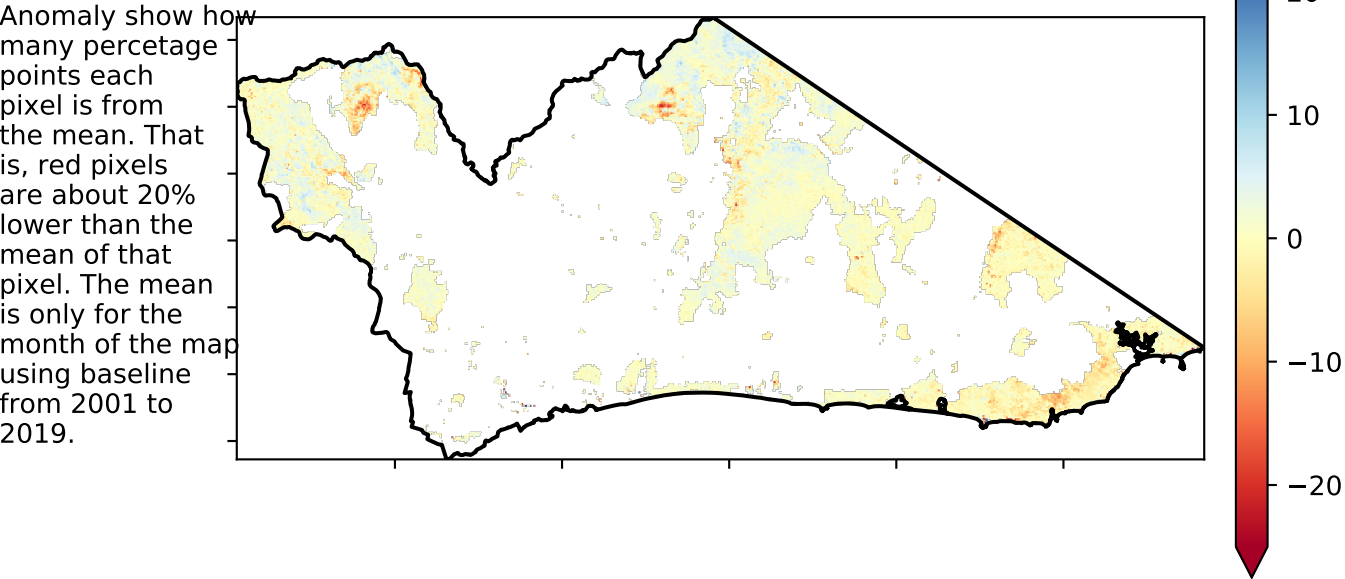 Anomaly show how
many percetage
points each
pixel is from
the mean. That
is, red pixels
are about 20%
lower than the
mean of that
pixel. The mean
is only for the
month of the map
using baseline
from 2001 to
2019.
10
0
−10
−20